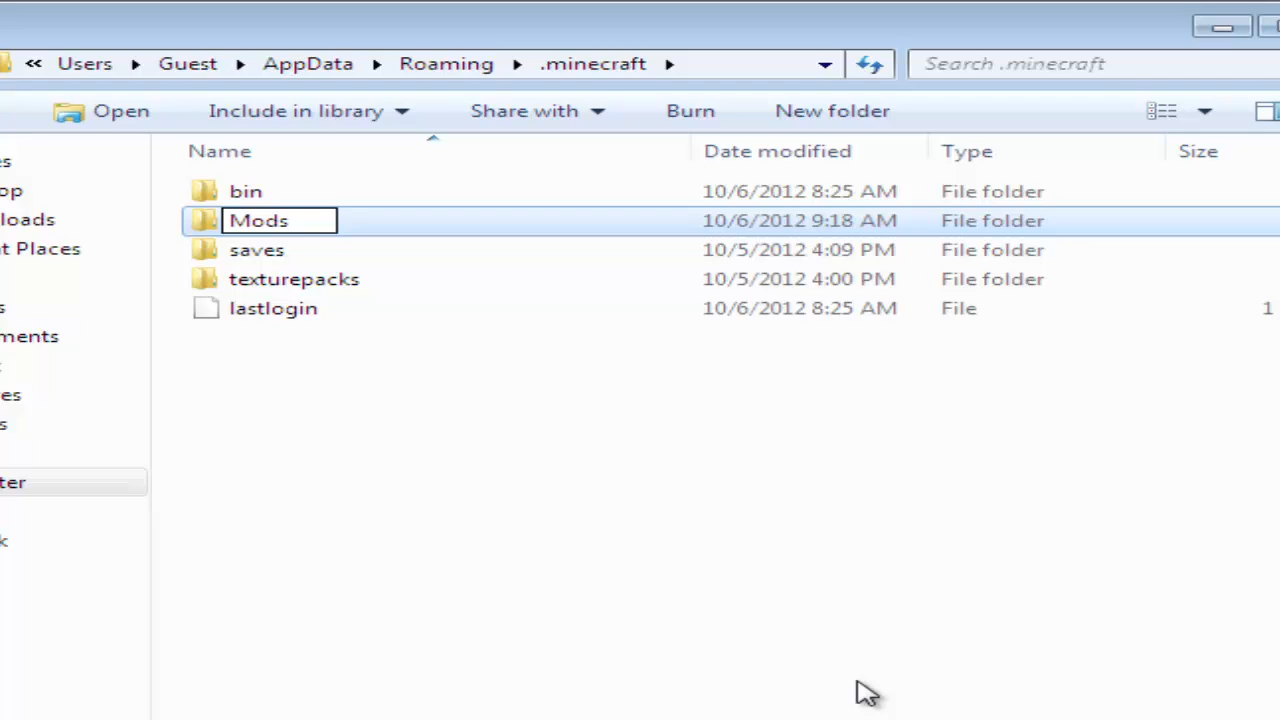 « Users ▸ Guest ▸ AppData ▸ Roaming ▸ .minecraft ▸ Search .minecraft
Open Include in library Share with Burn New folder
Name Date modified Type Size
bin 10/6/2012 8:25 AM File folder
Mods 10/6/2012 9:18 AM File folder
saves 10/5/2012 4:09 PM File folder
texturepacks 10/5/2012 4:00 PM File folder
lastlogin 10/6/2012 8:25 AM File 1
es
op
loads
t Places
s
ments
es
s
ter
k